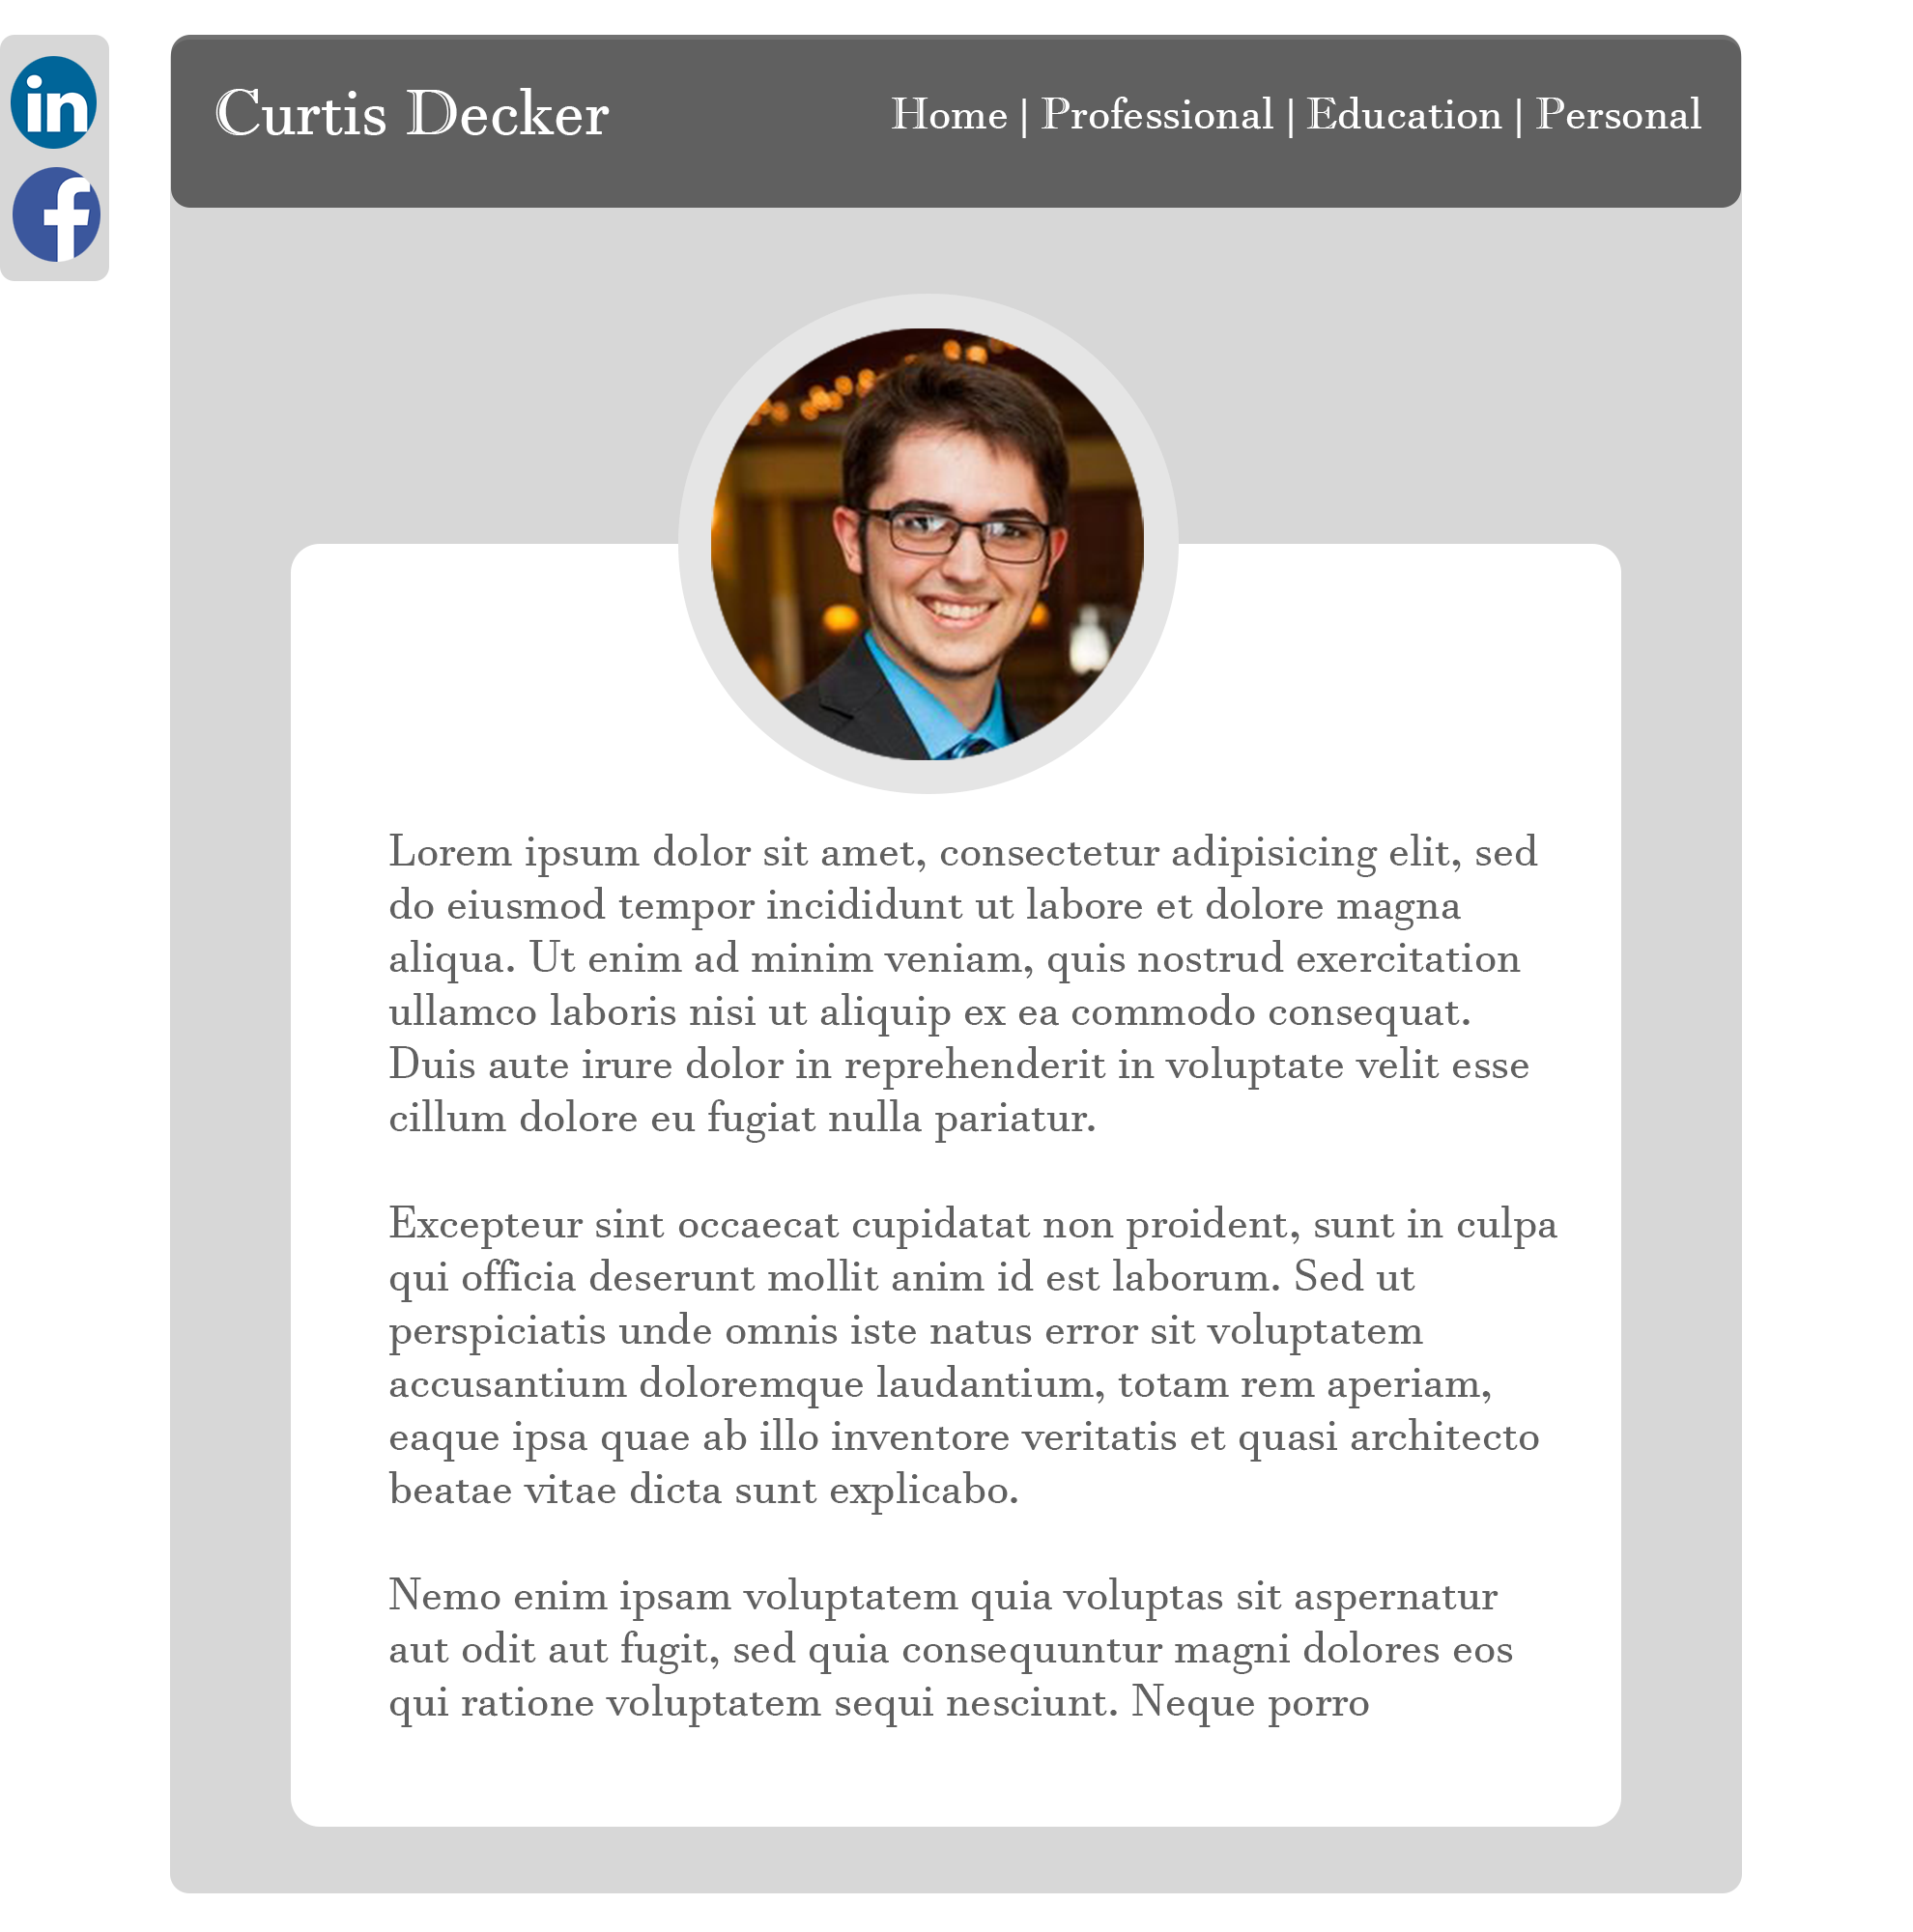 in
f
Curtis Decker
Home | Professional | Education | Personal
Lorem ipsum dolor sit amet, consectetur adipisicing elit, sed
do eiusmod tempor incididunt ut labore et dolore magna
aliqua. Ut enim ad minim veniam, quis nostrud exercitation
ullamco laboris nisi ut aliquip ex ea commodo consequat.
Duis aute irure dolor in reprehenderit in voluptate velit esse
cillum dolore eu fugiat nulla pariatur.
Excepteur sint occaecat cupidatat non proident, sunt in culpa
qui officia deserunt mollit anim id est laborum. Sed ut
perspiciatis unde omnis iste natus error sit voluptatem
accusantium doloremque laudantium, totam rem aperiam,
eaque ipsa quae ab illo inventore veritatis et quasi architecto
beatae vitae dicta sunt explicabo.
Nemo enim ipsam voluptatem quia voluptas sit aspernatur
aut odit aut fugit, sed quia consequuntur magni dolores eos
qui ratione voluptatem sequi nesciunt. Neque porro